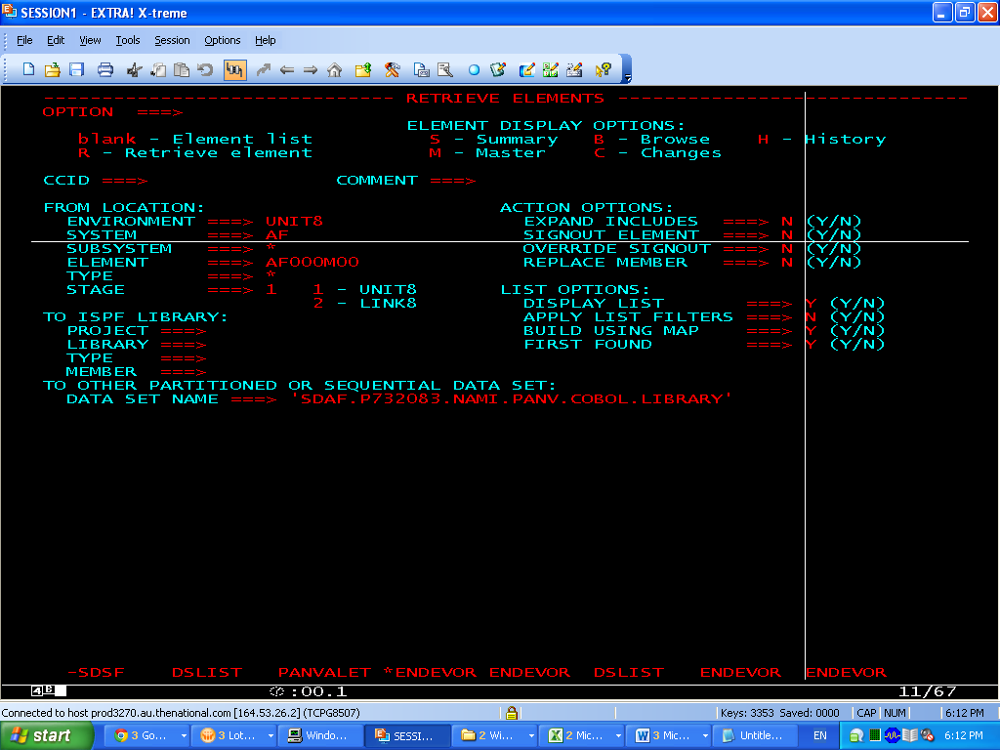 SESSION1 - EXTRA! X-treme
File Edit View Tools Session Options Help
------------------------------ RETRIEVE ELEMENTS ------------------------------
OPTION ===>
ELEMENT DISPLAY OPTIONS:
blank - Element list S - Summary B - Browse H - History
R - Retrieve element M - Master C - Changes
CCID ===> COMMENT ===>
FROM LOCATION: ACTION OPTIONS:
ENVIRONMENT ===> UNIT8 EXPAND INCLUDES ===> N (Y/N)
SYSTEM ===> AF SIGNOUT ELEMENT ===> N (Y/N)
SUBSYSTEM ===> * OVERRIDE SIGNOUT ===> N (Y/N)
ELEMENT ===> AF000M00 REPLACE MEMBER ===> N (Y/N)
TYPE ===> *
STAGE ===> 1 1 - UNIT8 LIST OPTIONS:
2 - LINK8 DISPLAY LIST ===> Y (Y/N)
TO ISPF LIBRARY: APPLY LIST FILTERS ===> N (Y/N)
PROJECT ===> BUILD USING MAP ===> Y (Y/N)
LIBRARY ===> FIRST FOUND ===> Y (Y/N)
TYPE ===>
MEMBER ===>
TO OTHER PARTITIONED OR SEQUENTIAL DATA SET:
DATA SET NAME ===> 'SDAF.P732083.NAMI.PANV.COBOL.LIBRARY'
-SDSF DSLIST PANVALET *ENDEVOR ENDEVOR DSLIST ENDEVOR ENDEVOR
4 B :00.1 11/67
Connected to host prod3270.au.thenational.com [164.53.26.2] (TCPG8507) Keys: 3353 Saved: 0000 CAP NUM 6:12 PM
start 3 Go... 3 Lot... Windo... SESSI... 2 Wi... 2 Mic... 3 Mic... Untitle... EN 6:12 PM